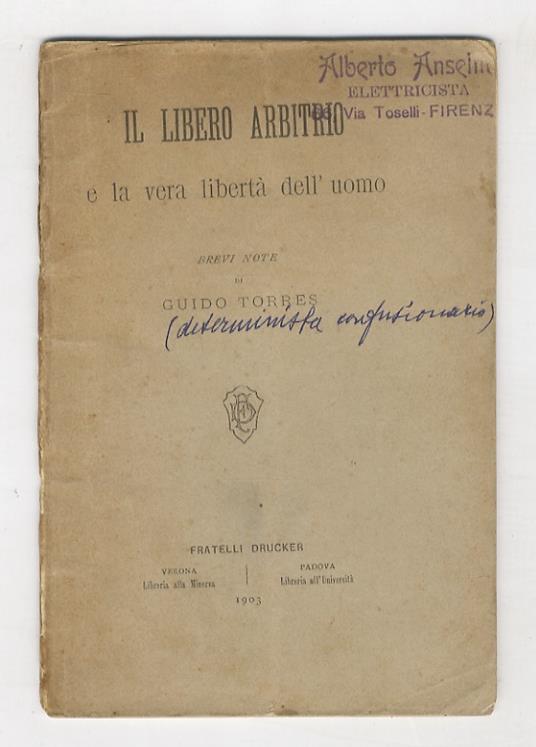 Alberto Anselm
ELETTRICISTA
Via Toselli - FIRENZ
IL LIBERO ARBITRIO
e la vera libertà dell' uomo
BREVI NOTE
DI
GUIDO TORRES
(determinista confusionario)
FRATELLI DRUCKER
VERONA
Libreria alla Minerva
PADOVA
Libreria all'Università
1903